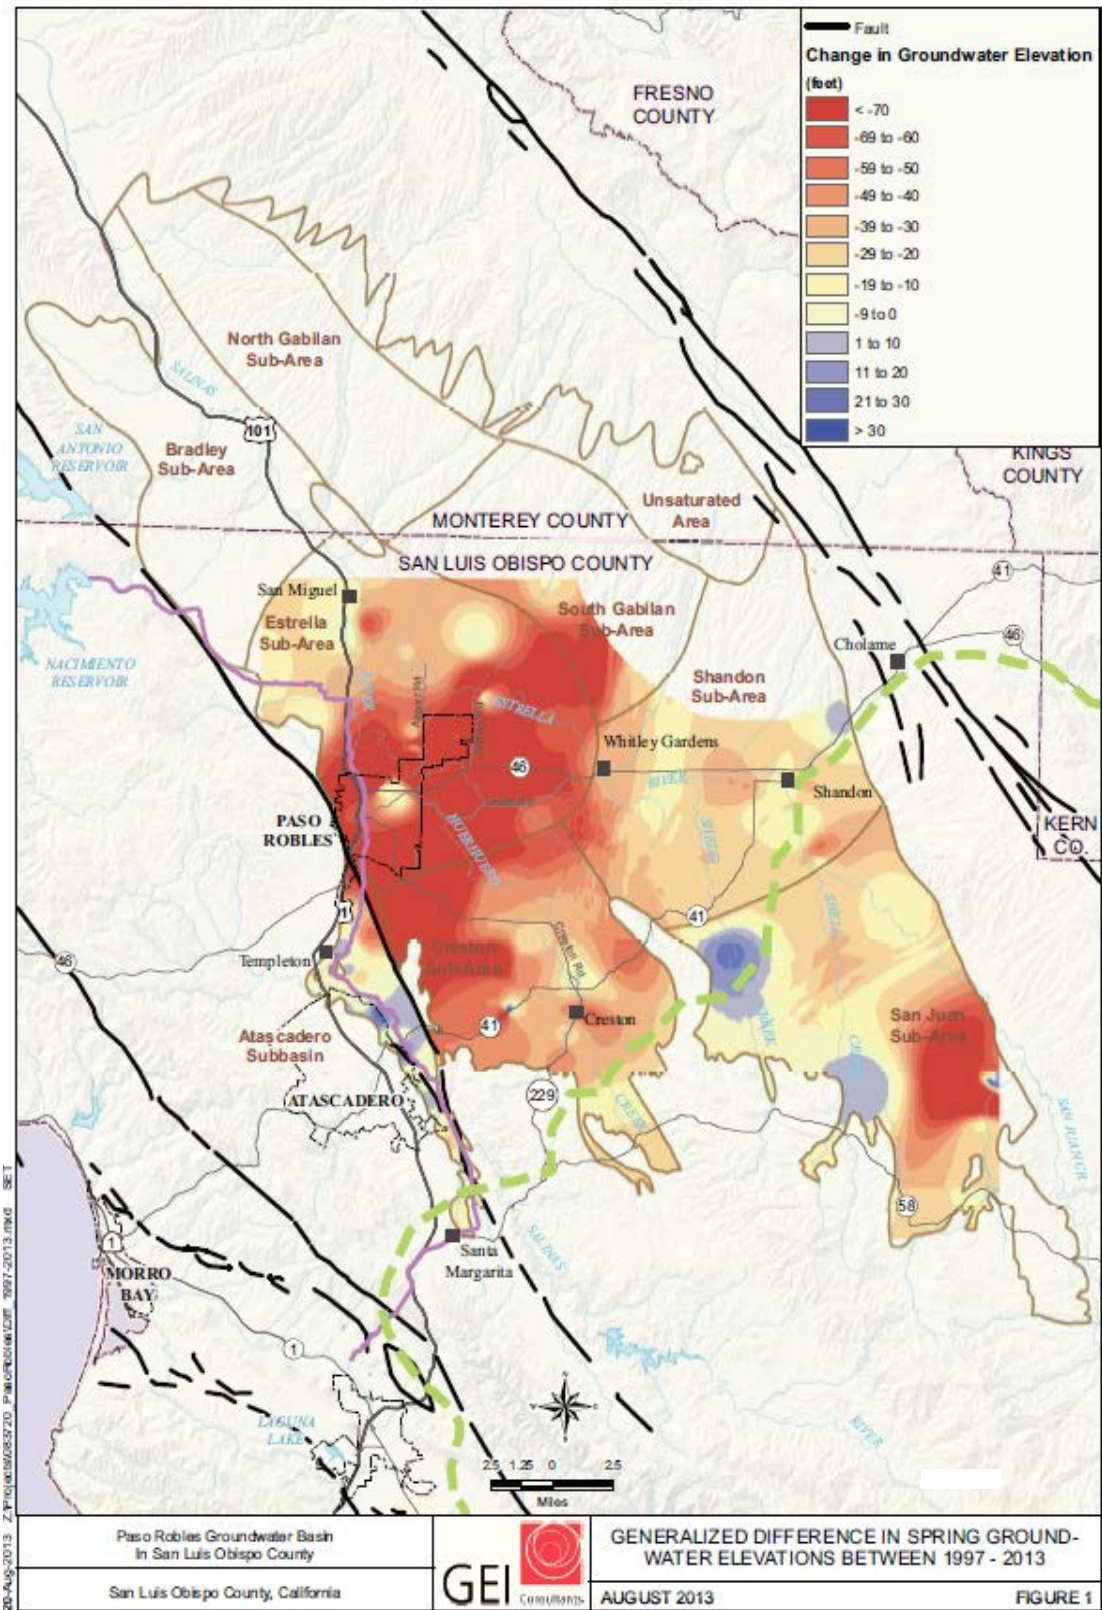 Fault
Change in Groundwater Elevation
(feet)
< -70
-69 to -60
-59 to -50
-49 to -40
-39 to -30
-29 to -20
-19 to -10
-9 to 0
1 to 10
11 to 20
21 to 30
> 30
FRESNO
COUNTY
North Gabilan
Sub-Area
SALINAS
101
SAN
ANTONIO
RESERVOIR
Bradley
Sub-Area
KINGS
COUNTY
Unsaturated
Area
MONTEREY COUNTY
SAN LUIS OBISPO COUNTY
41
San Miguel
Estrella
Sub-Area
South Gabilan
Sub-Area
46
Cholame
NACIMIENTO
RESERVOIR
Shandon
Sub-Area
RIVER
Airport Rd
ESTRELLA
Whitley Gardens
46
RIVER
Shandon
PASO
ROBLES
HUERHUERO
KERN
CO.
SHELL
1
41
46
Templeton
Creston
Sub-Area
Creston Rd
San Juan
Sub-Area
41
Creston
Atascadero
Subbasin
ATASCADERO
229
CREEK
SAN JUAN CR
58
1
Santa
Margarita
SALINAS
MORRO
BAY
1
LAGUNA
LAKE
RIVER
2.5 1.25 0 2.5
Miles
Paso Robles Groundwater Basin
In San Luis Obispo County
San Luis Obispo County, California
GEI Consultants
GENERALIZED DIFFERENCE IN SPRING GROUND-
WATER ELEVATIONS BETWEEN 1997 - 2013
AUGUST 2013
FIGURE 1